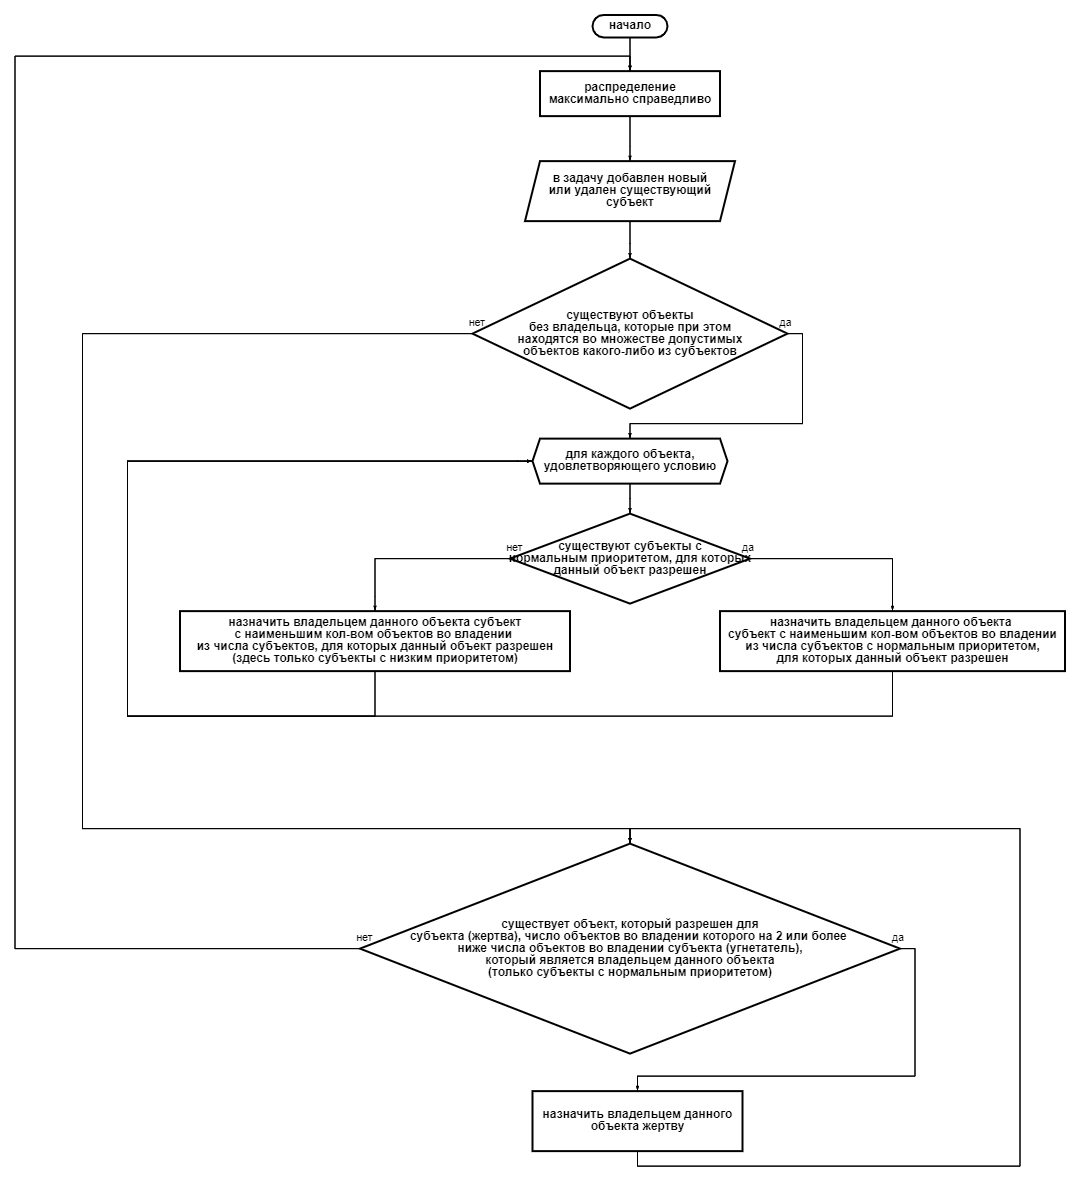 начало
распределение
максимально справедливо
в задачу добавлен новый
или удален существующий
субъект
существуют объекты
без владельца, которые при этом
находятся во множестве допустимых
объектов какого-либо из субъектов
нет
да
для каждого объекта,
удовлетворяющего условию
существуют субъекты с
нормальным приоритетом, для которых
данный объект разрешен
нет
да
назначить владельцем данного объекта субъект
с наименьшим кол-вом объектов во владении
из числа субъектов, для которых данный объект разрешен
(здесь только субъекты с низким приоритетом)
назначить владельцем данного объекта
субъект с наименьшим кол-вом объектов во владении
из числа субъектов с нормальным приоритетом,
для которых данный объект разрешен
существует объект, который разрешен для
субъекта (жертва), число объектов во владении которого на 2 или более
ниже числа объектов во владении субъекта (угнетатель),
который является владельцем данного объекта
(только субъекты с нормальным приоритетом)
нет
да
назначить владельцем данного
объекта жертву